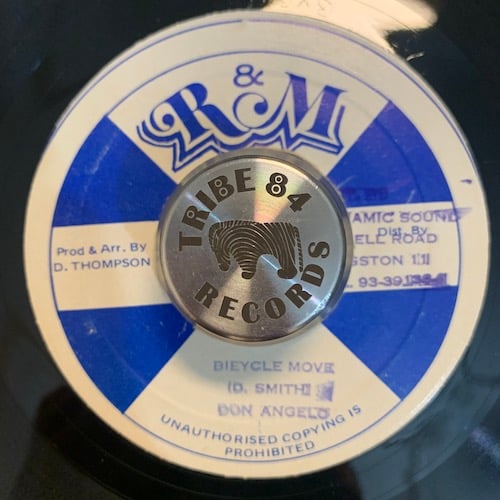 R & M
TRIBE 84
RECORDS
Prod & Arr. By
D. THOMPSON
Dist. By
AMIC SOUND
ELL ROAD
GSTON 11
BIEYCLE MOVE
(D. SMITH)
DON ANGELO
UNAUTHORISED COPYING IS
PROHIBITED